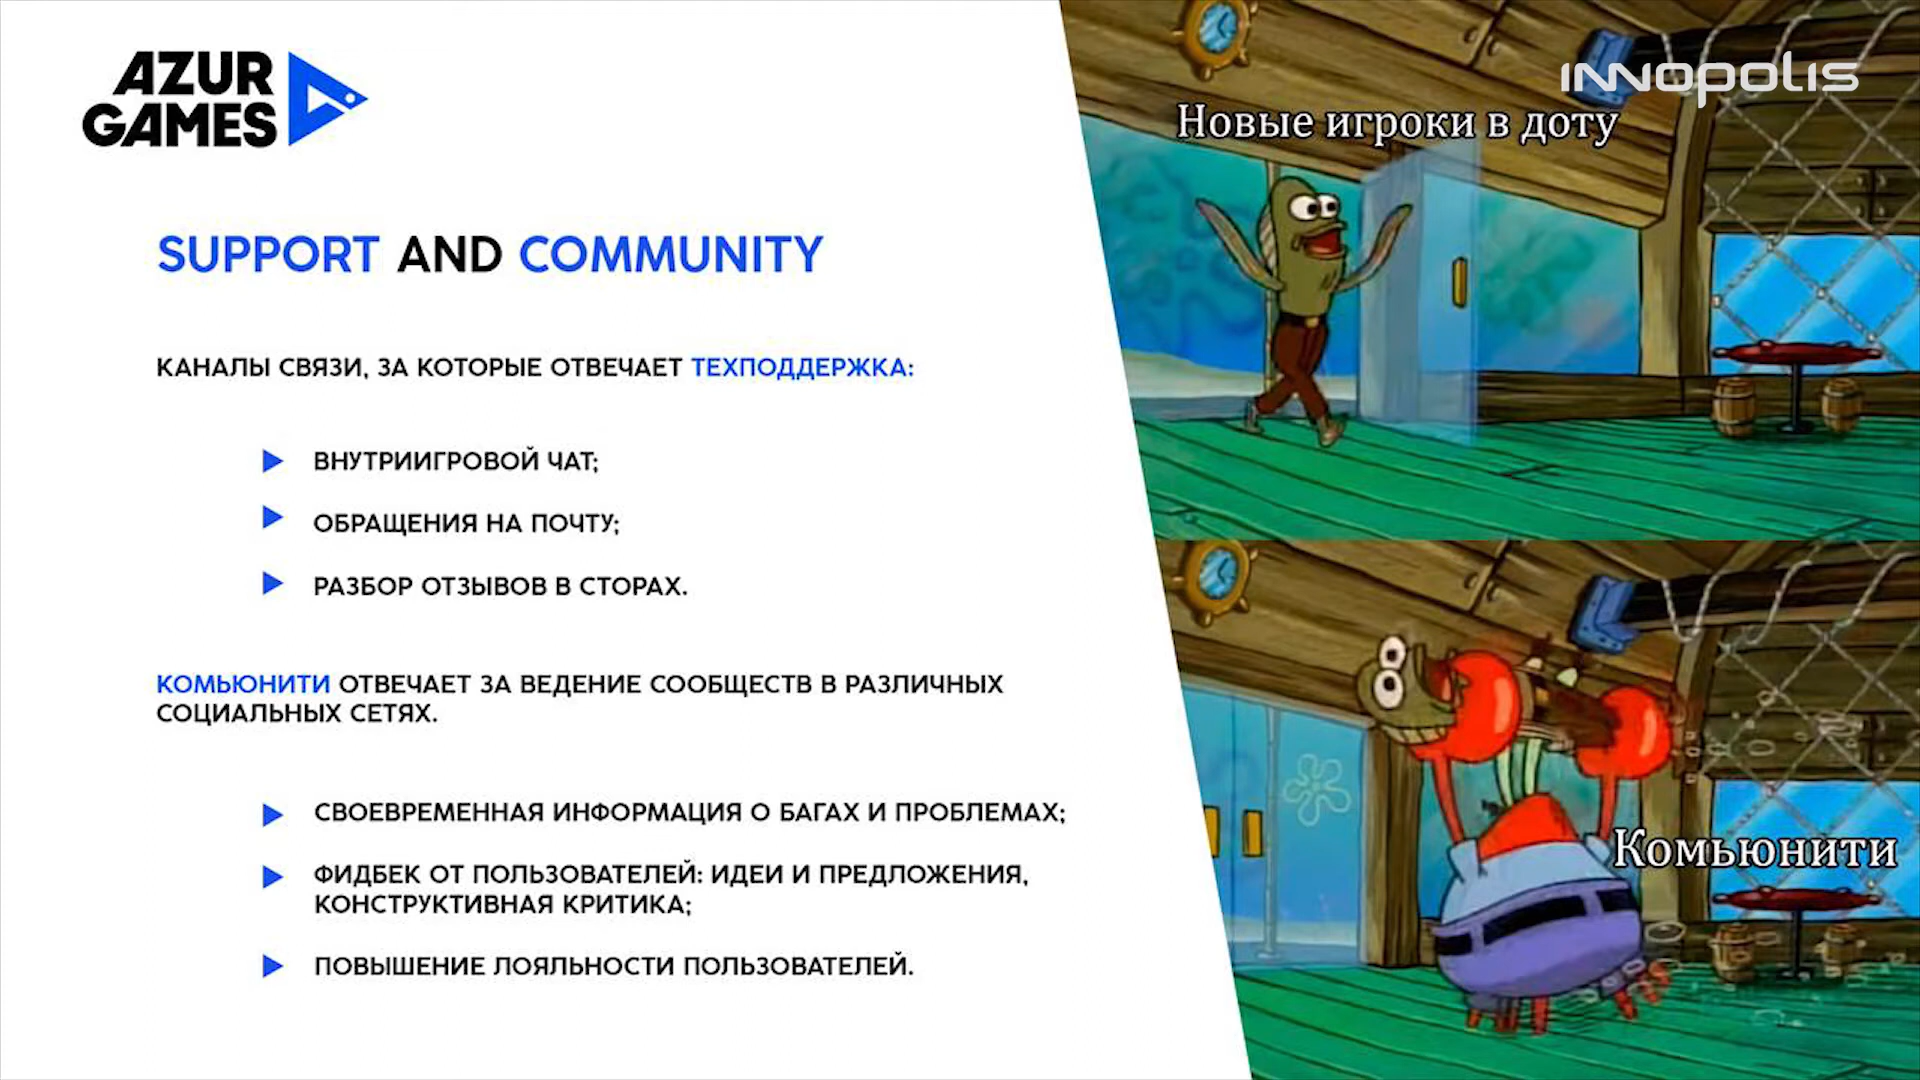 AZUR
GAMES
SUPPORT AND COMMUNITY
КАНАЛЫ СВЯЗИ, ЗА КОТОРЫЕ ОТВЕЧАЕТ ТЕХПОДДЕРЖКА:
ВНУТРИИГРОВОЙ ЧАТ;
ОБРАЩЕНИЯ НА ПОЧТУ;
РАЗБОР ОТЗЫВОВ В СТОРАХ.
КОМЬЮНИТИ ОТВЕЧАЕТ ЗА ВЕДЕНИЕ СООБЩЕСТВ В РАЗЛИЧНЫХ
СОЦИАЛЬНЫХ СЕТЯХ.
СВОЕВРЕМЕННАЯ ИНФОРМАЦИЯ О БАГАХ И ПРОБЛЕМАХ;
ФИДБЕК ОТ ПОЛЬЗОВАТЕЛЕЙ: ИДЕИ И ПРЕДЛОЖЕНИЯ,
КОНСТРУКТИВНАЯ КРИТИКА;
ПОВЫШЕНИЕ ЛОЯЛЬНОСТИ ПОЛЬЗОВАТЕЛЕЙ.
INNOPOLIS
Новые игроки в доту
Комьюнити